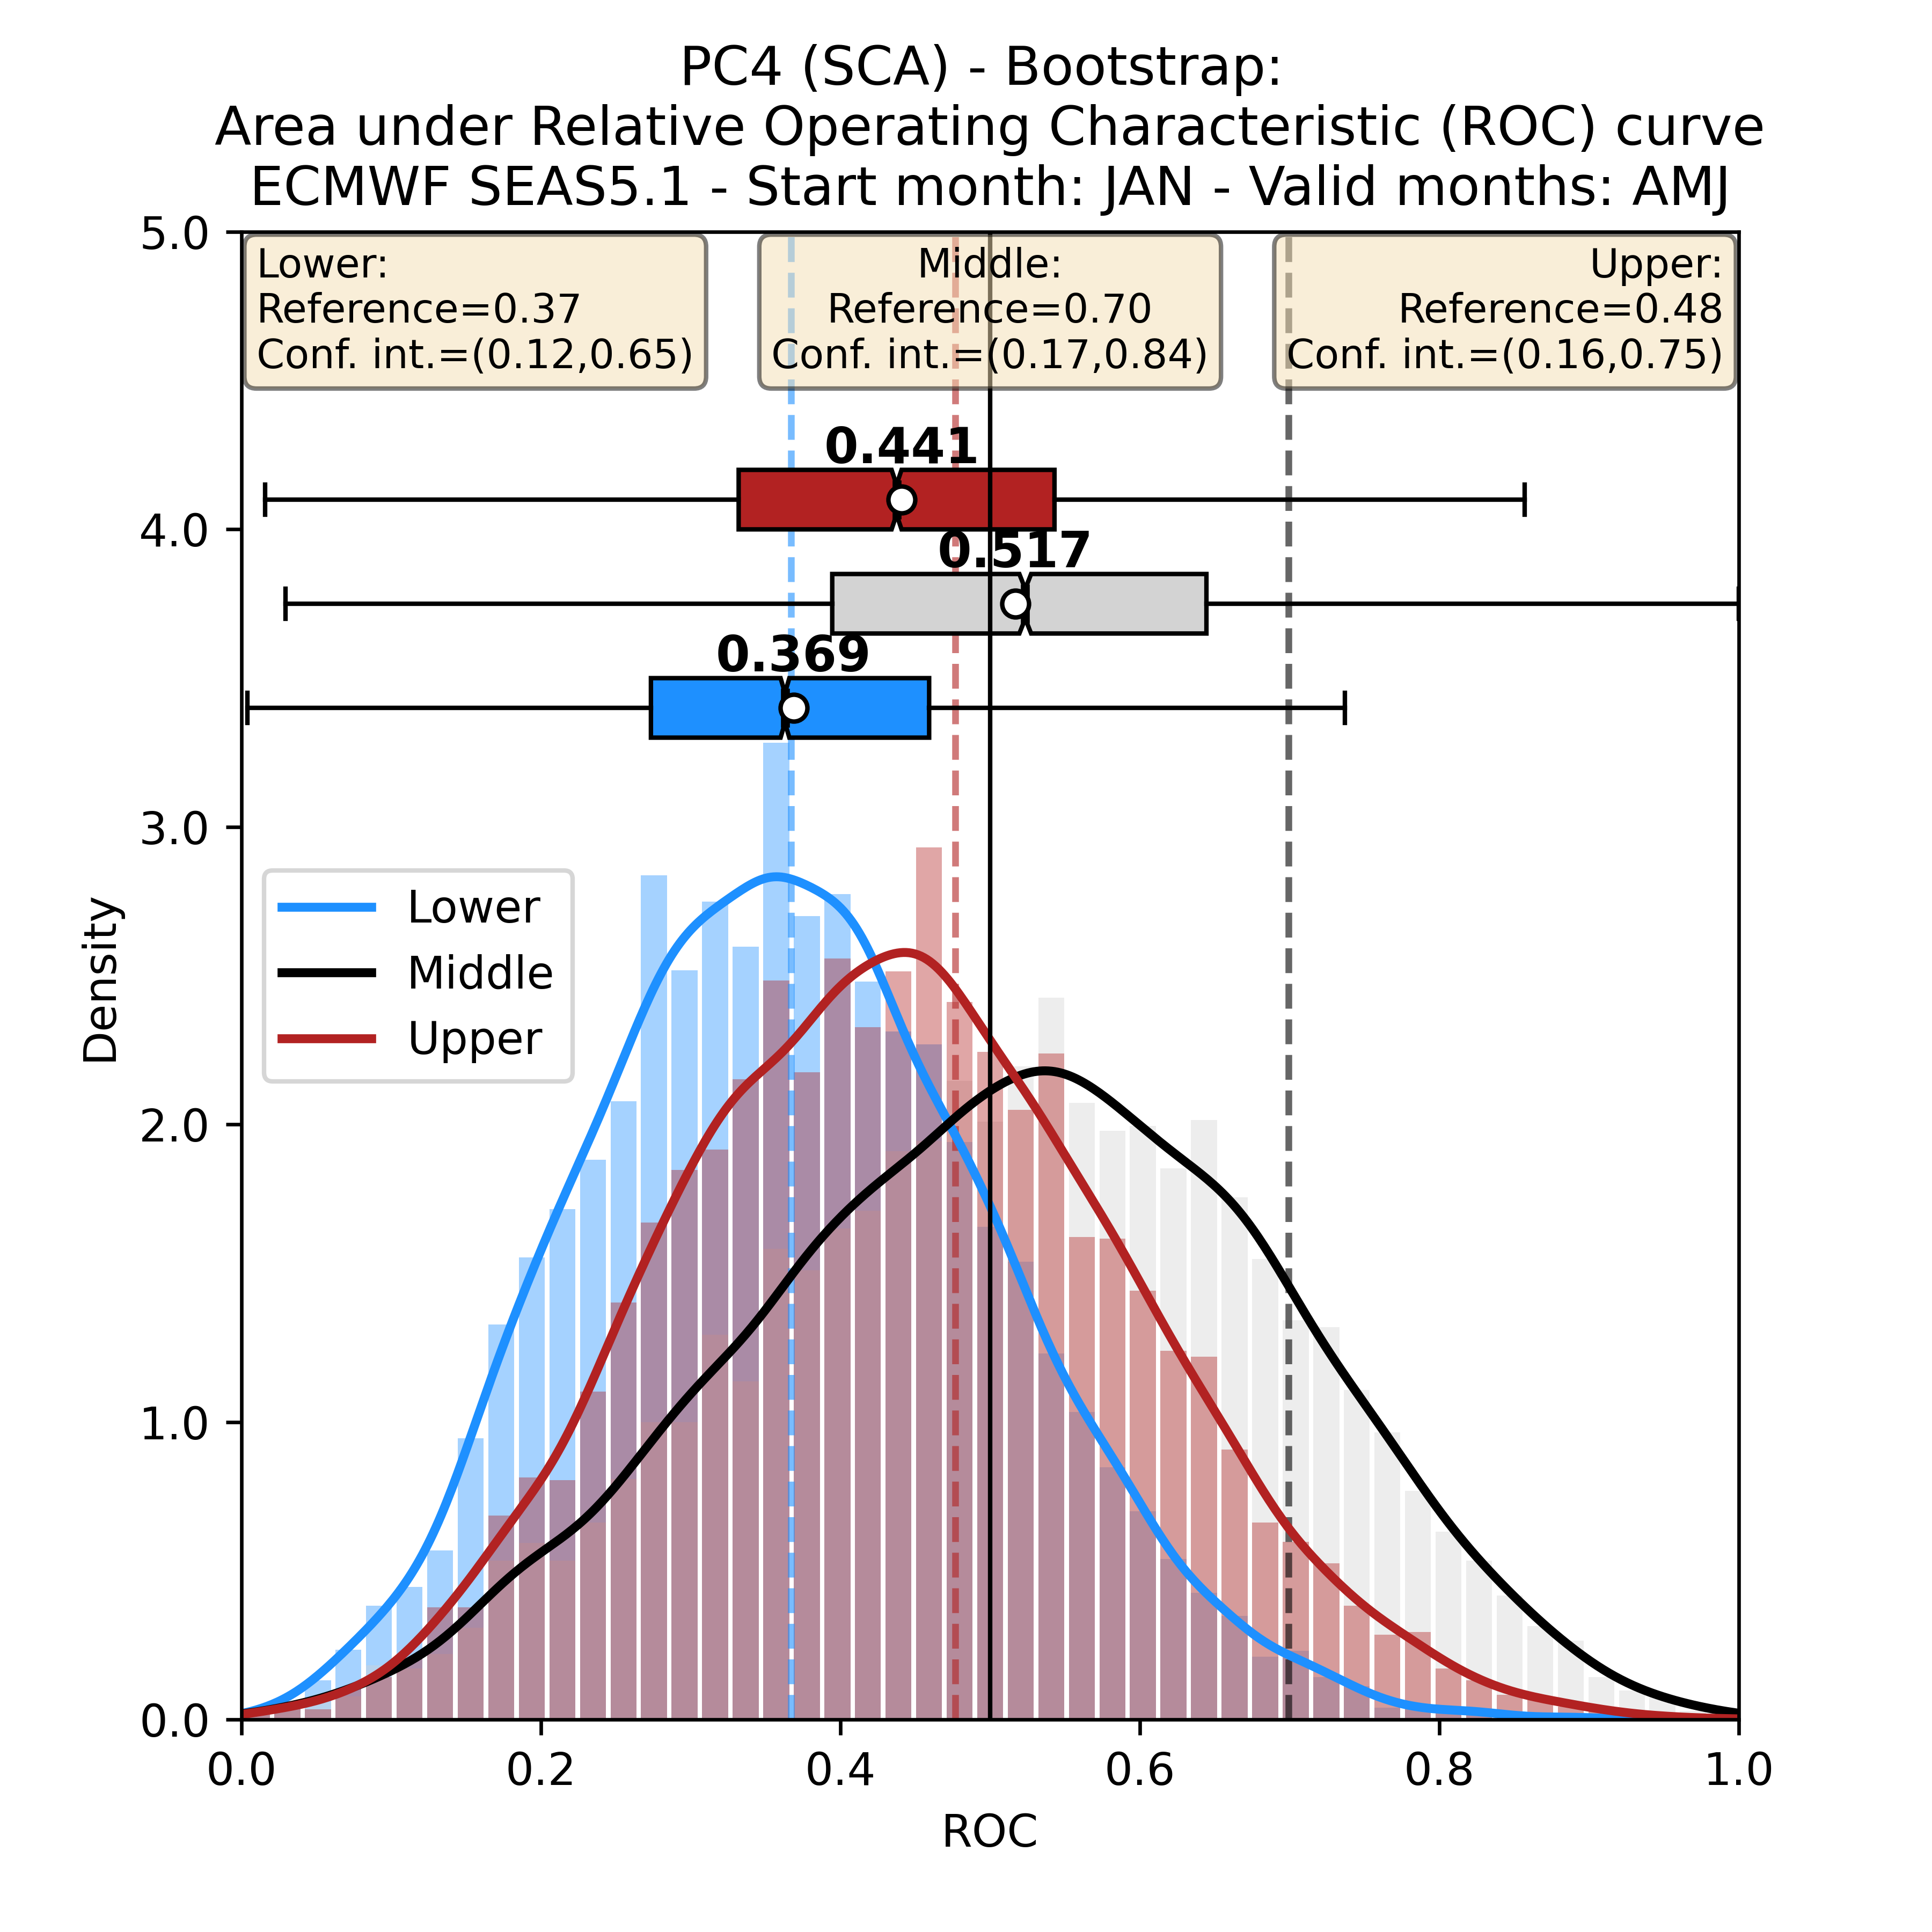 PC4 (SCA) - Bootstrap:
Area under Relative Operating Characteristic (ROC) curve
ECMWF SEAS5.1 - Start month: JAN - Valid months: AMJ
Lower:
Reference=0.37
Conf. int.=(0.12,0.65)
Middle:
Reference=0.70
Conf. int.=(0.17,0.84)
Upper:
Reference=0.48
Conf. int.=(0.16,0.75)
0.441
0.517
0.369
Lower
Middle
Upper
Density
5.0
4.0
3.0
2.0
1.0
0.0
0.0
0.2
0.4
0.6
0.8
1.0
ROC